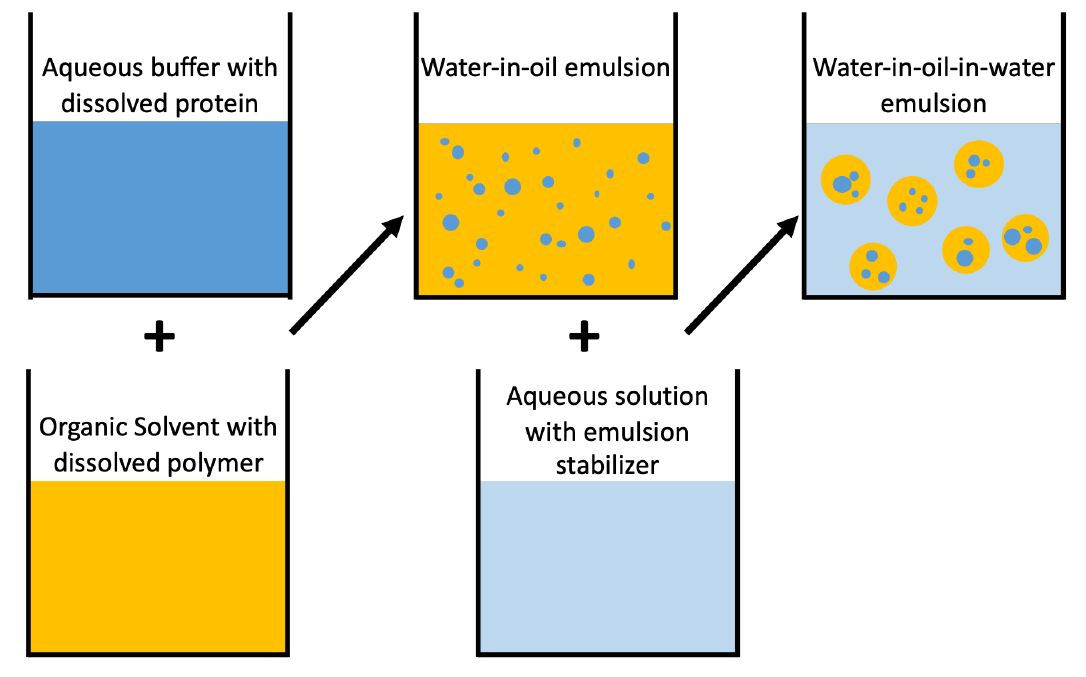 Aqueous buffer with
dissolved protein
Water-in-oil emulsion
Water-in-oil-in-water
emulsion
+
+
Organic Solvent with
dissolved polymer
Aqueous solution
with emulsion
stabilizer